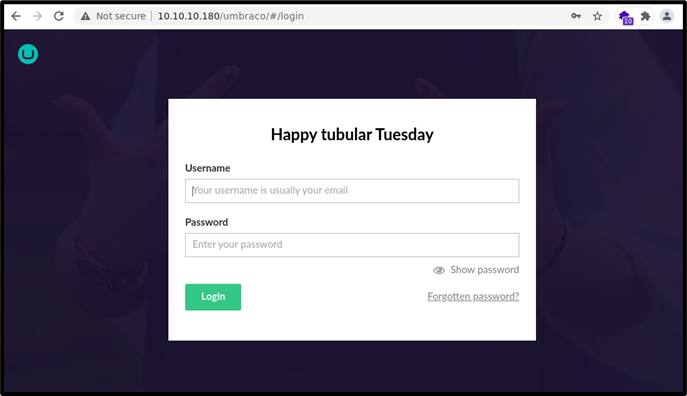 Not secure 10.10.10.180/umbraco/#/login
10
Happy tubular Tuesday
Username
Your username is usually your email
Password
Enter your password
Show password
Login Forgotten password?